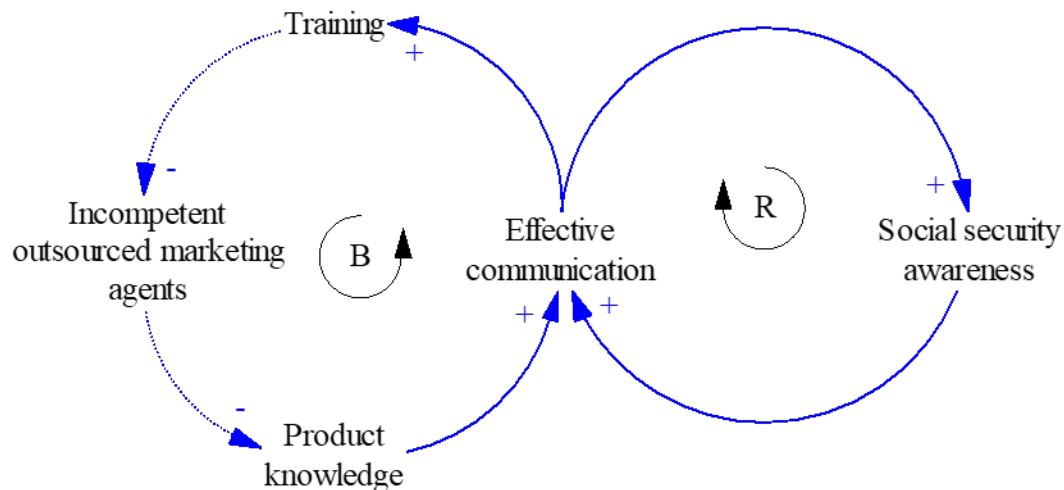 Training
+
-
+
R
Incompetent
outsourced marketing
agents
B
Effective
communication
Social security
awareness
+
+
-
Product
knowledge